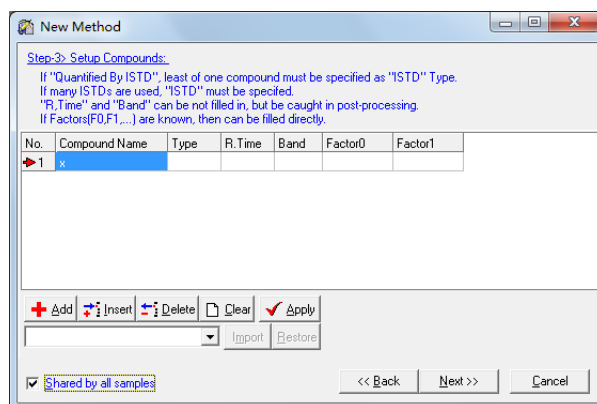 New Method
Step-3> Setup Compounds:
If "Quantified By ISTD", least of one compound must be specified as "ISTD" Type.
If many ISTDs are used, "ISTD" must be specifed.
"R,Time" and "Band" can be not filled in, but be caught in post-processing.
If Factors(F0,F1,...) are known, then can be filled directly.
No. Compound Name Type R.Time Band Factor0 Factor1
1 x
Add Insert Delete Clear Apply
Import Restore
Shared by all samples << Back Next >> Cancel